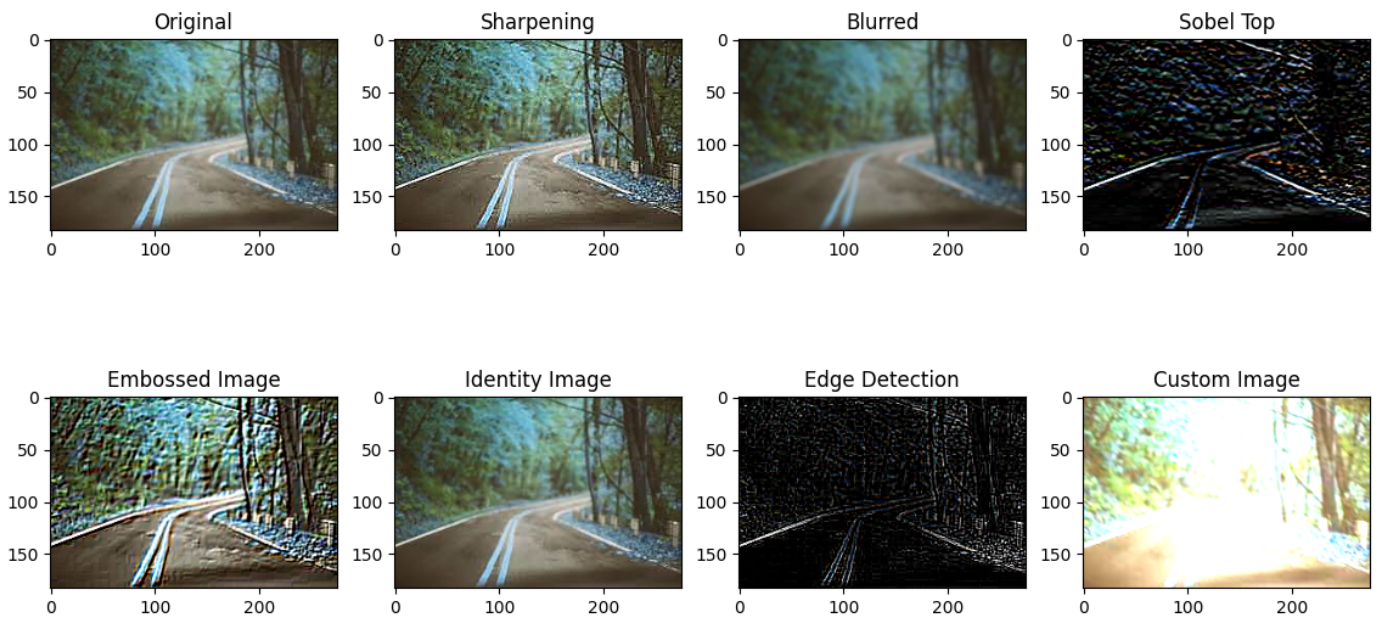 Original Sharpening Blurred Sobel Top
0 0 0 0
50 50 50 50
100 100 100 100
150 150 150 150
0 100 200 0 100 200 0 100 200 0 100 200
Embossed Image Identity Image Edge Detection Custom Image
0 0 0 0
50 50 50 50
100 100 100 100
150 150 150 150
0 100 200 0 100 200 0 100 200 0 100 200